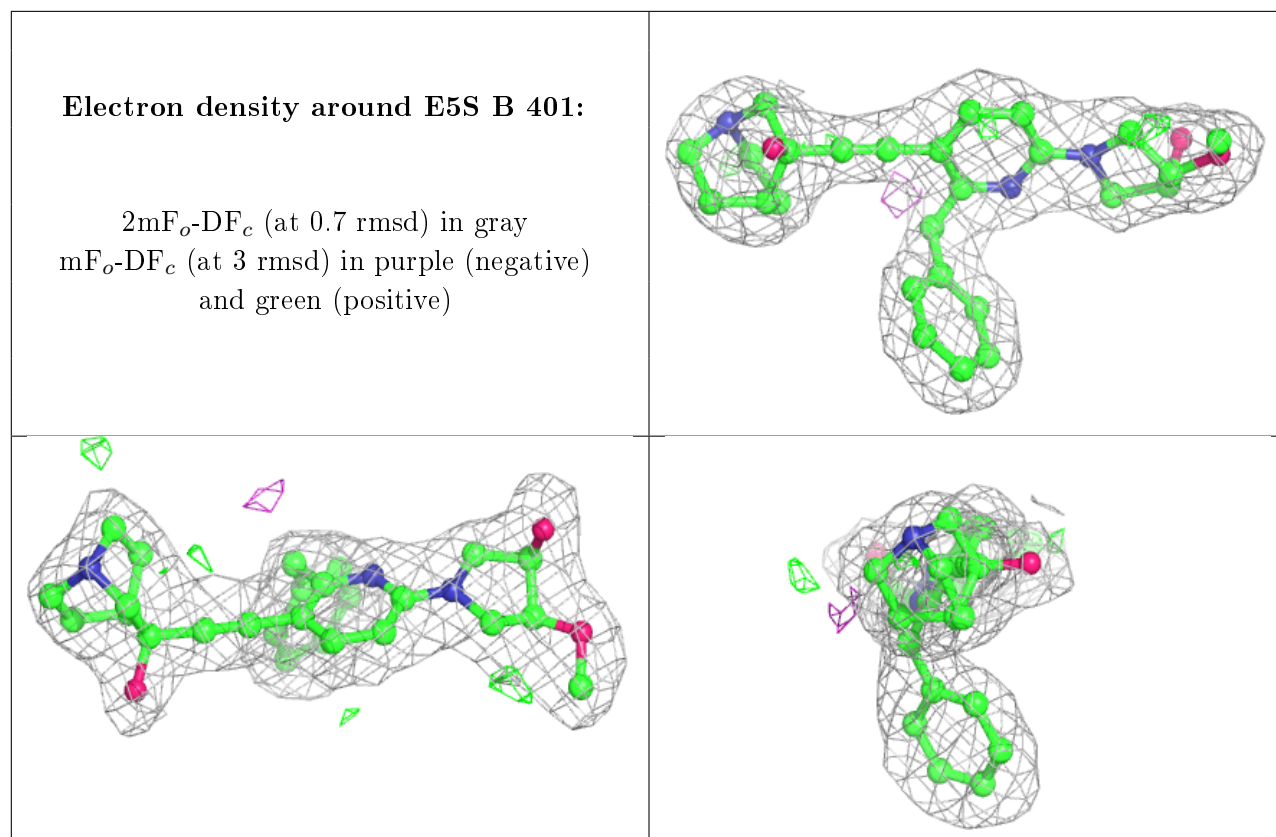 Electron density around E5S B 401:
2mFo-DFc (at 0.7 rmsd) in gray
mFo-DFc (at 3 rmsd) in purple (negative)
and green (positive)